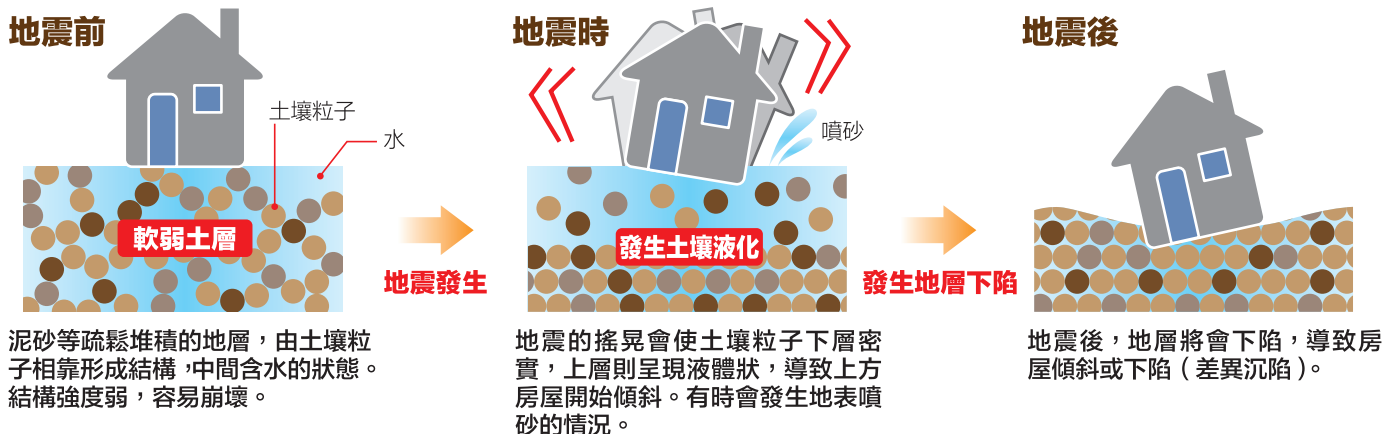 地震前
土壤粒子
水
軟弱土層
泥砂等疏鬆堆積的地層，由土壤粒
子相靠形成結構，中間含水的狀態。
結構強度弱，容易崩壞。
地震發生
地震時
噴砂
發生土壤液化
地震的搖晃會使土壤粒子下層密
實，上層則呈現液體狀，導致上方
房屋開始傾斜。有時會發生地表噴
砂的情況。
發生地層下陷
地震後
地震後，地層將會下陷，導致房
屋傾斜或下陷（差異沉陷）。